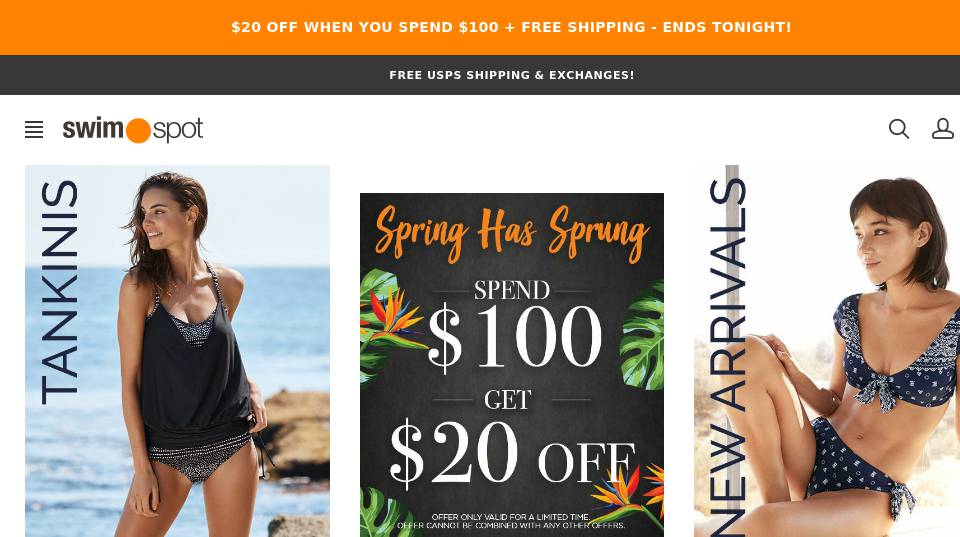 $20 OFF WHEN YOU SPEND $100 + FREE SHIPPING - ENDS TONIGHT!
FREE USPS SHIPPING & EXCHANGES!
swim spot
TANKINIS
Spring Has Sprung
SPEND
$100
GET
$20 OFF
OFFER ONLY VALID FOR A LIMITED TIME.
OFFER CANNOT BE COMBINED WITH ANY OTHER OFFERS.
NEW ARRIVALS